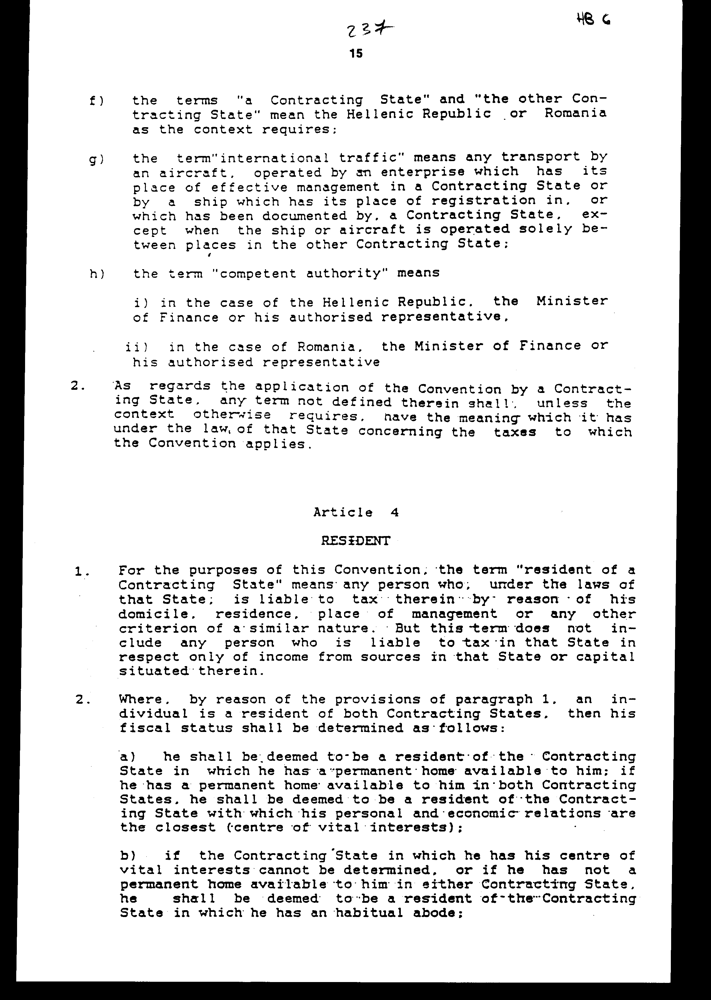 HB 6
237
15
f) the terms "a Contracting State" and "the other Con-
tracting State" mean the Hellenic Republic or Romania
as the context requires;
g) the term"international traffic" means any transport by
an aircraft, operated by an enterprise which has its
place of effective management in a Contracting State or
by a ship which has its place of registration in, or
which has been documented by, a Contracting State, ex-
cept when the ship or aircraft is operated solely be-
tween places in the other Contracting State;
h) the term "competent authority" means
i) in the case of the Hellenic Republic, the Minister
of Finance or his authorised representative,
ii) in the case of Romania, the Minister of Finance or
his authorised representative
2. As regards the application of the Convention by a Contract-
ing State, any term not defined therein shall, unless the
context otherwise requires, have the meaning which it has
under the law of that State concerning the taxes to which
the Convention applies.
Article 4
RESIDENT
1. For the purposes of this Convention, the term "resident of a
Contracting State" means any person who, under the laws of
that State, is liable to tax therein by reason of his
domicile, residence, place of management or any other
criterion of a similar nature. But this term does not in-
clude any person who is liable to tax in that State in
respect only of income from sources in that State or capital
situated therein.
2. Where, by reason of the provisions of paragraph 1, an in-
dividual is a resident of both Contracting States, then his
fiscal status shall be determined as follows:
a) he shall be deemed to be a resident of the Contracting
State in which he has a permanent home available to him; if
he has a permanent home available to him in both Contracting
States, he shall be deemed to be a resident of the Contract-
ing State with which his personal and economic relations are
the closest (centre of vital interests);
b) if the Contracting State in which he has his centre of
vital interests cannot be determined, or if he has not a
permanent home available to him in either Contracting State,
he shall be deemed to be a resident of the Contracting
State in which he has an habitual abode;